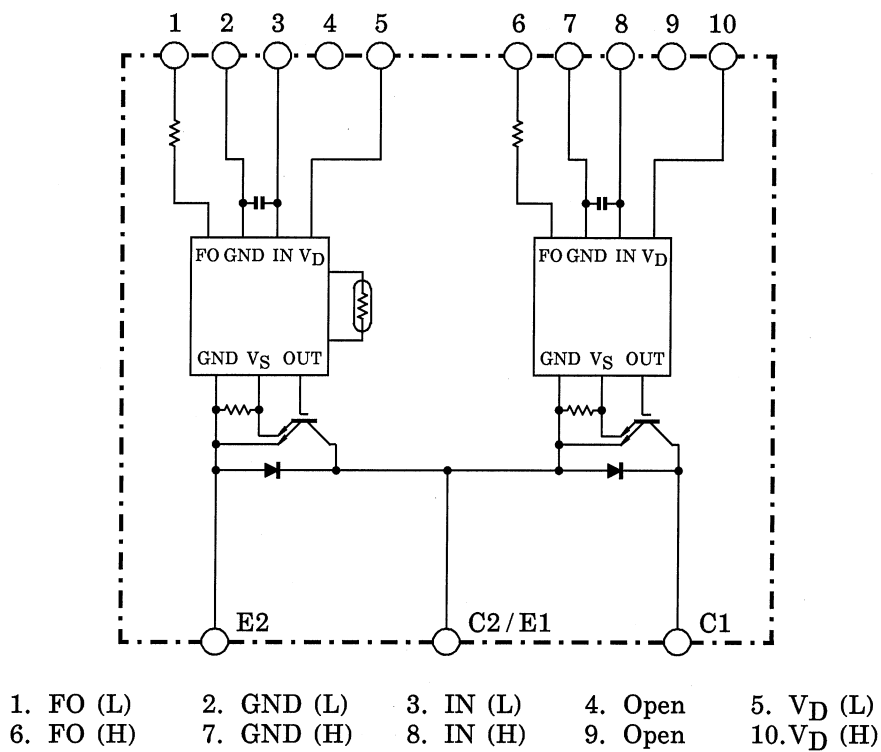 1 2 3 4 5 6 7 8 9 10
FO GND IN VD
FO GND IN VD
GND VS OUT
GND VS OUT
E2 C2/E1 C1
1. FO (L) 2. GND (L) 3. IN (L) 4. Open 5. VD (L)
6. FO (H) 7. GND (H) 8. IN (H) 9. Open 10.VD (H)